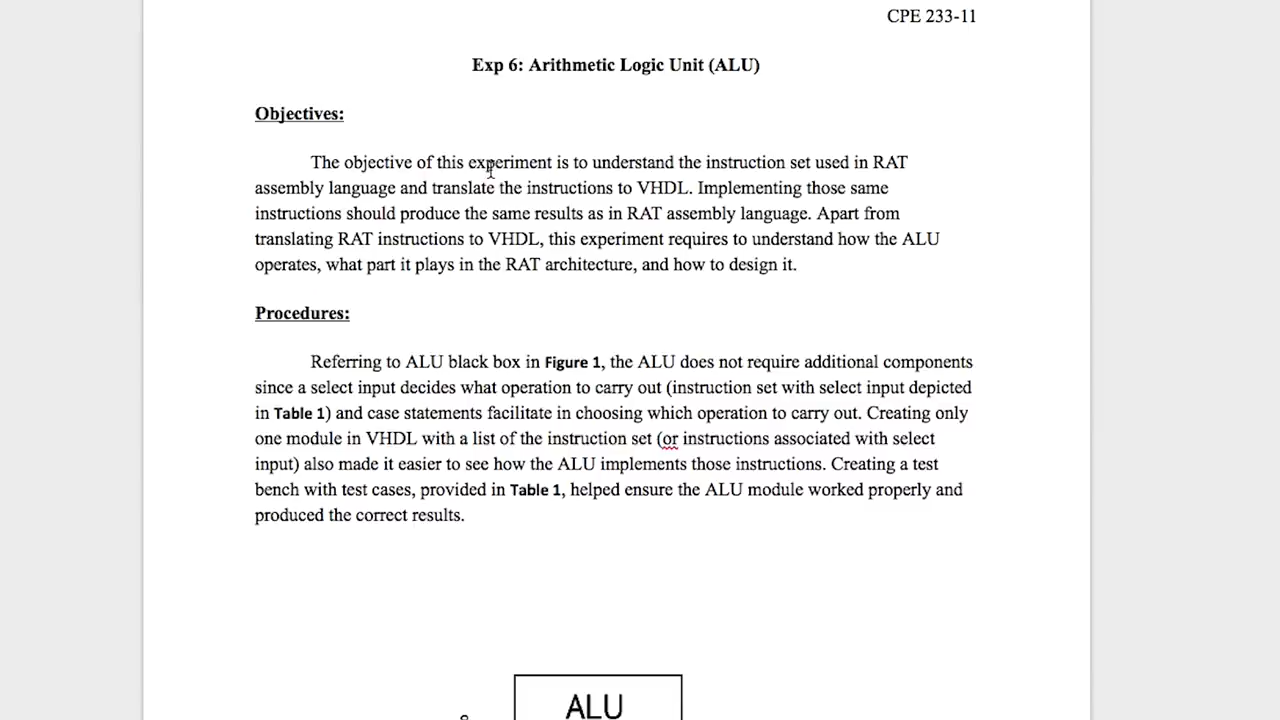 CPE 233-11
Exp 6: Arithmetic Logic Unit (ALU)
Objectives:
The objective of this experiment is to understand the instruction set used in RAT
assembly language and translate the instructions to VHDL. Implementing those same
instructions should produce the same results as in RAT assembly language. Apart from
translating RAT instructions to VHDL, this experiment requires to understand how the ALU
operates, what part it plays in the RAT architecture, and how to design it.
Procedures:
Referring to ALU black box in Figure 1, the ALU does not require additional components
since a select input decides what operation to carry out (instruction set with select input depicted
in Table 1) and case statements facilitate in choosing which operation to carry out. Creating only
one module in VHDL with a list of the instruction set (or instructions associated with select
input) also made it easier to see how the ALU implements those instructions. Creating a test
bench with test cases, provided in Table 1, helped ensure the ALU module worked properly and
produced the correct results.
ALU